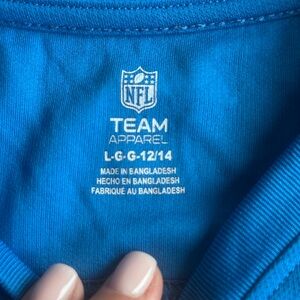 NFL
TEAM
APPAREL
L-G-G-12/14
MADE IN BANGLADESH
HECHO EN BANGLADESH
FABRIQUÉ AU BANGLADESH